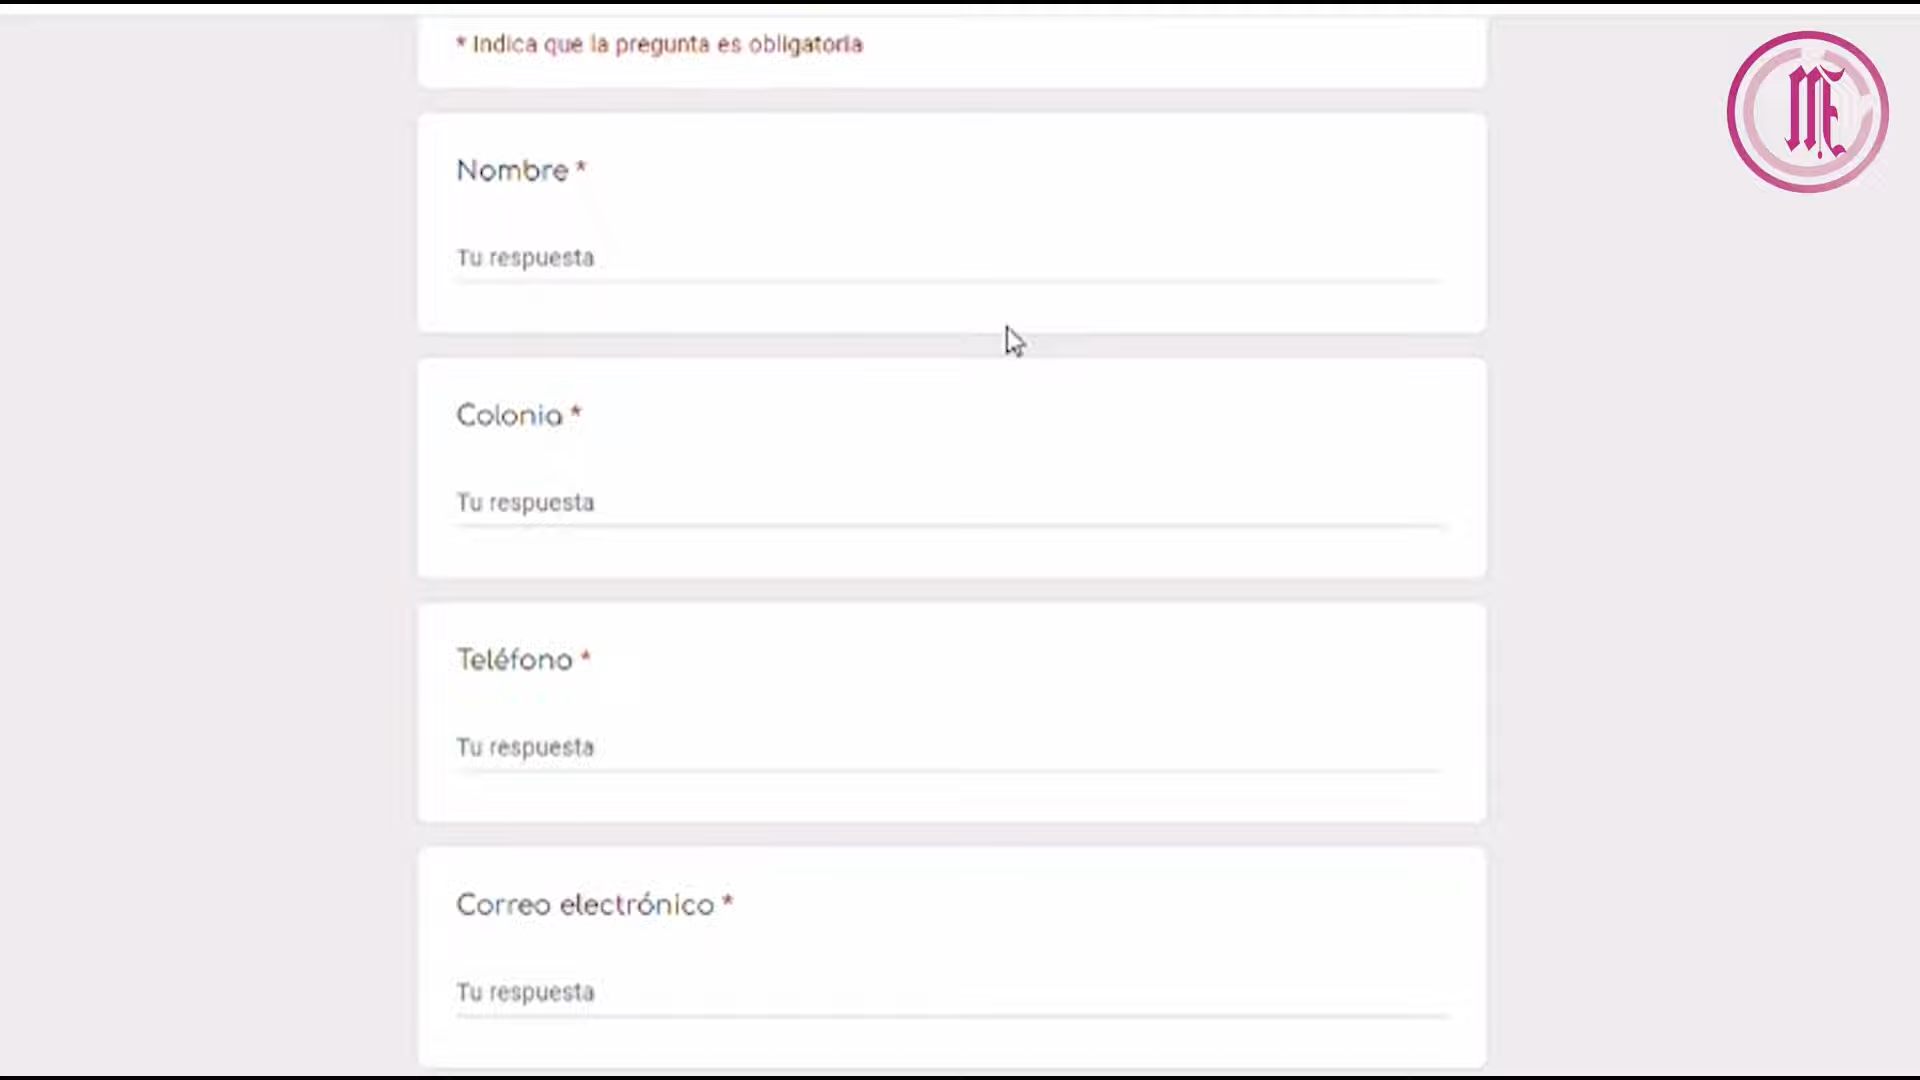 * Indica que la pregunta es obligatoria
Nombre *
Tu respuesta
Colonia *
Tu respuesta
Teléfono *
Tu respuesta
Correo electrónico *
Tu respuesta